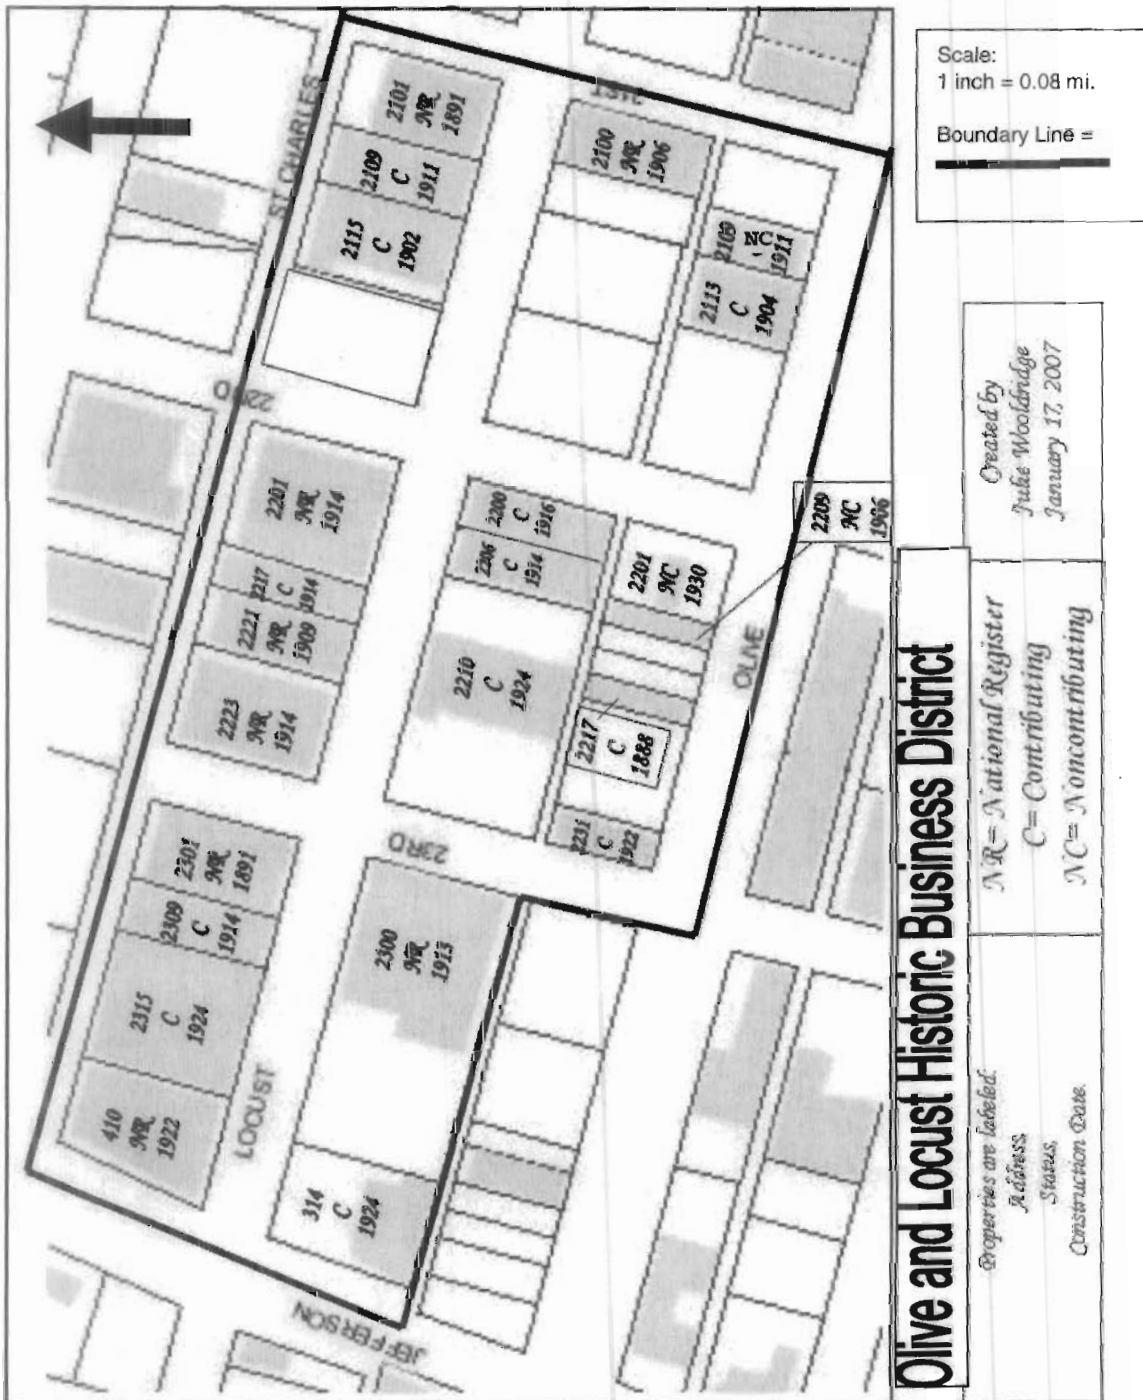 Scale:
1 inch = 0.08 mi.
Boundary Line =
ST. CHARLES
21ST
2101
NR
1891
2109
C
1911
2115
C
1902
2100
NR
1906
2109
NC
1911
2113
C
1904
22ND
2201
NR
1914
2217
C
1914
2221
NR
1909
2223
NR
1914
2200
C
1916
2206
C
1914
2210
C
1924
2201
NC
1930
2209
NC
1906
2217
C
1888
2231
C
1922
OLIVE
23RD
2301
NR
1891
2309
C
1914
2315
C
1924
410
NR
1922
LOCUST
2300
NR
1913
314
C
1924
JEFFERSON
Olive and Locust Historic Business District
Properties are labeled:
Address,
Status,
Construction Date.
NR= National Register
C= Contributing
NC= Noncontributing
Created by
Julie Wooldridge
January 17, 2007